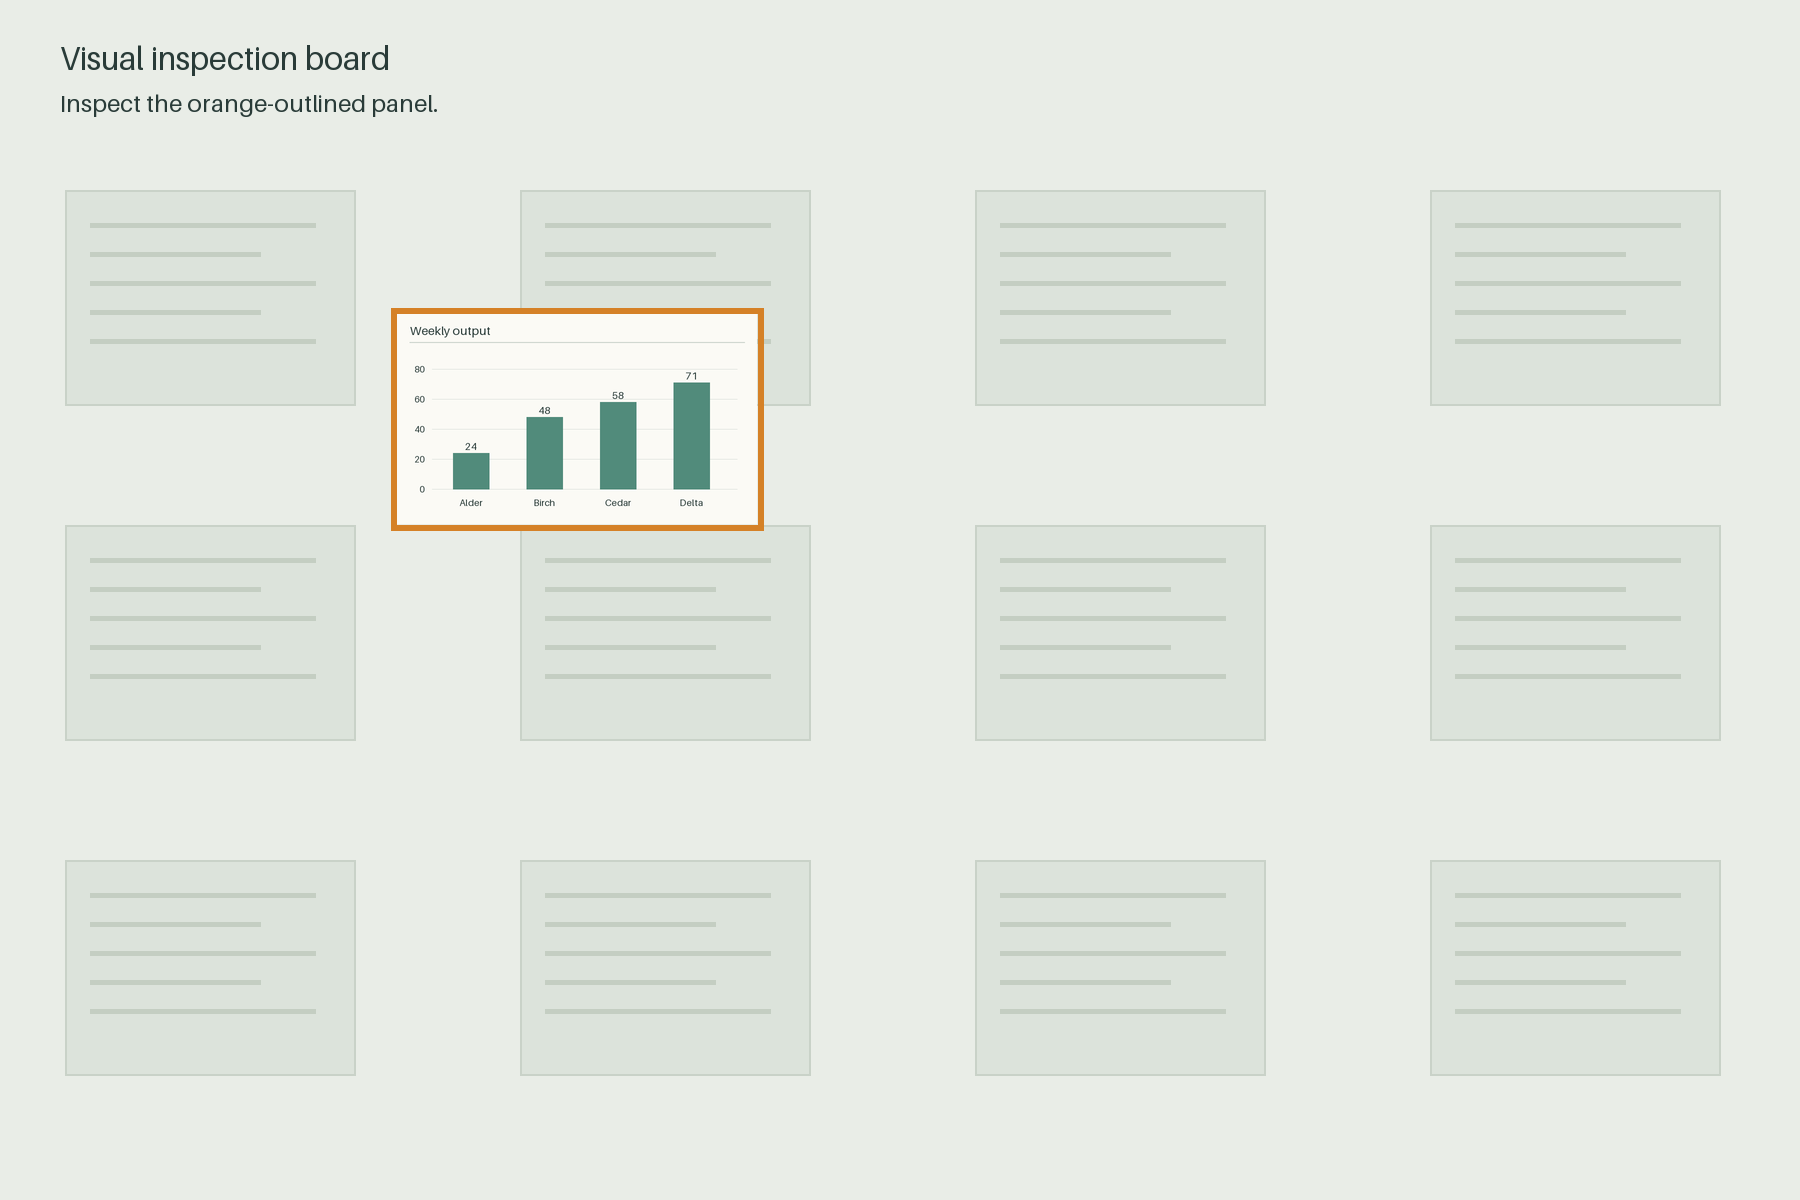 Visual inspection board
Inspect the orange-outlined panel.
Weekly output
80
60
40
20
0
24
48
58
71
Alder
Birch
Cedar
Delta